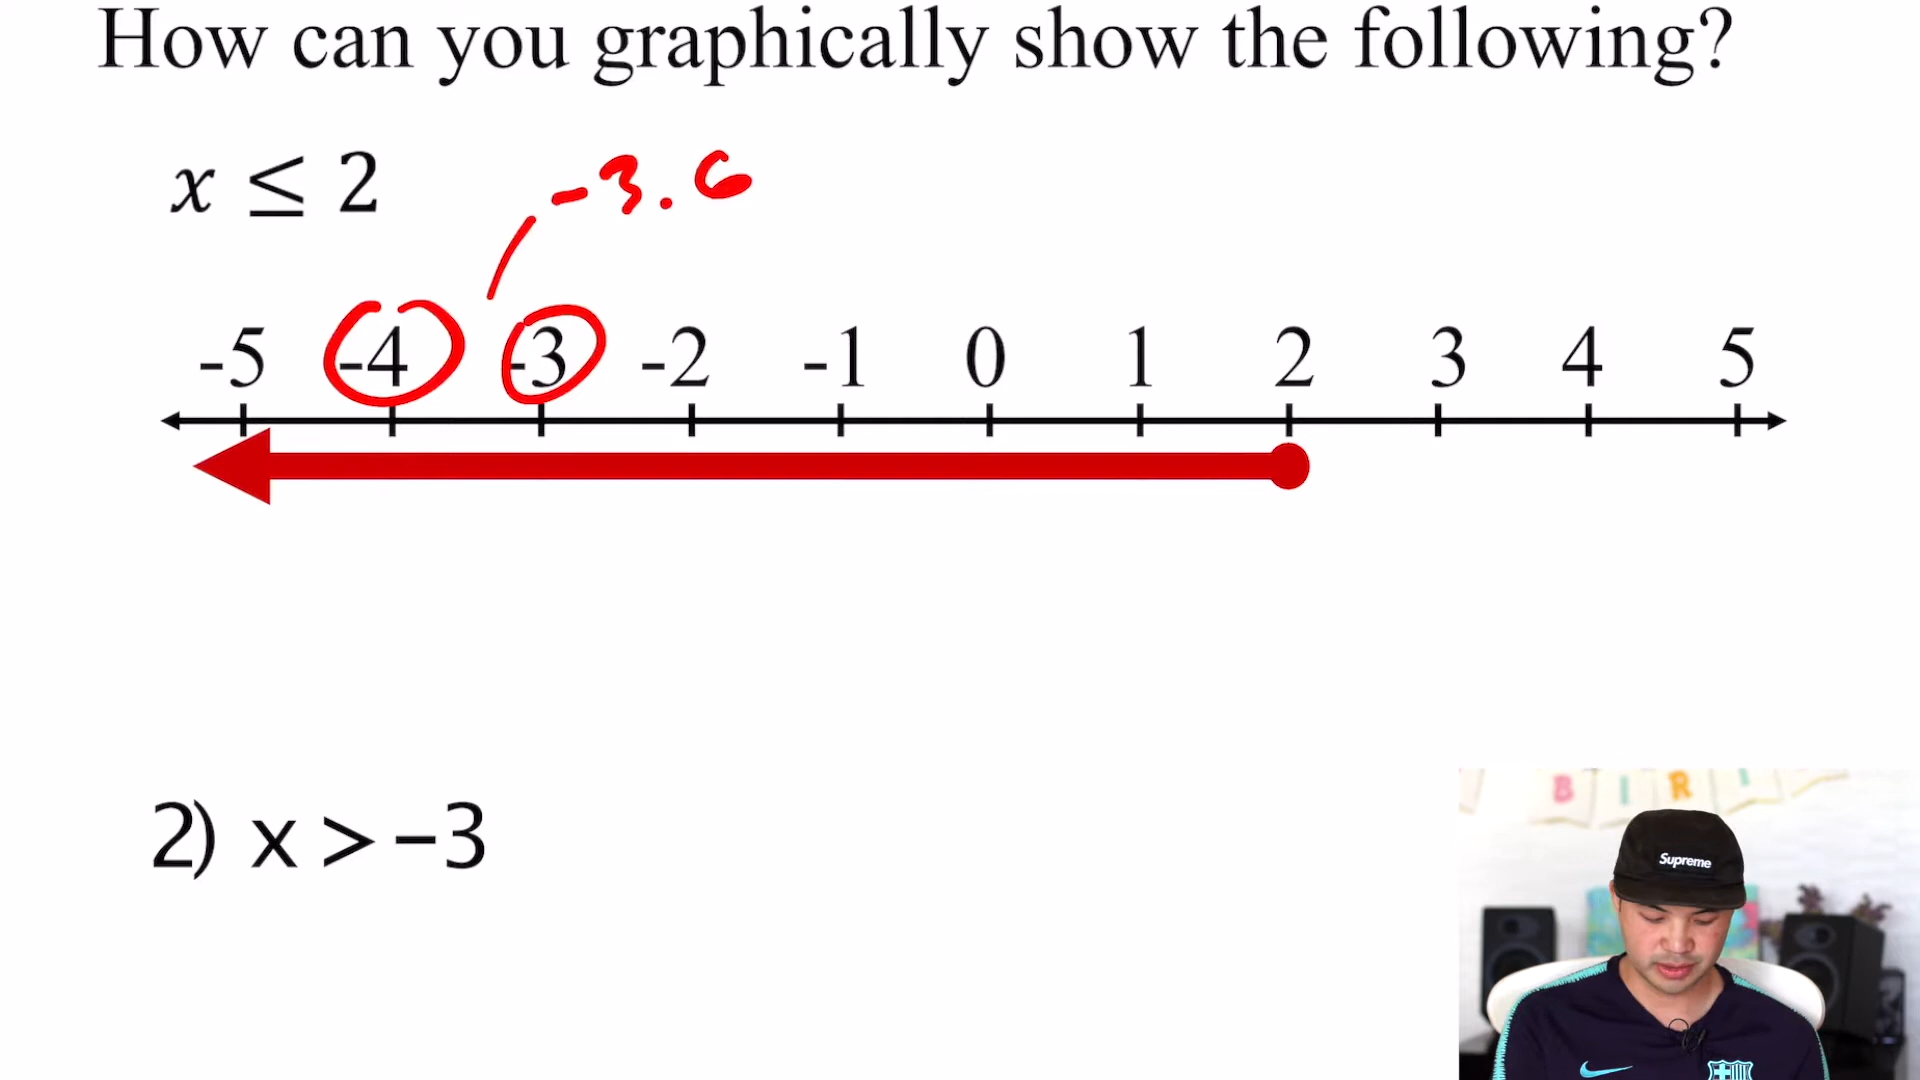 How can you graphically show the following?
x ≤ 2
-3.6
-5 -4 -3 -2 -1 0 1 2 3 4 5
2) x > -3
BIRT
Supreme